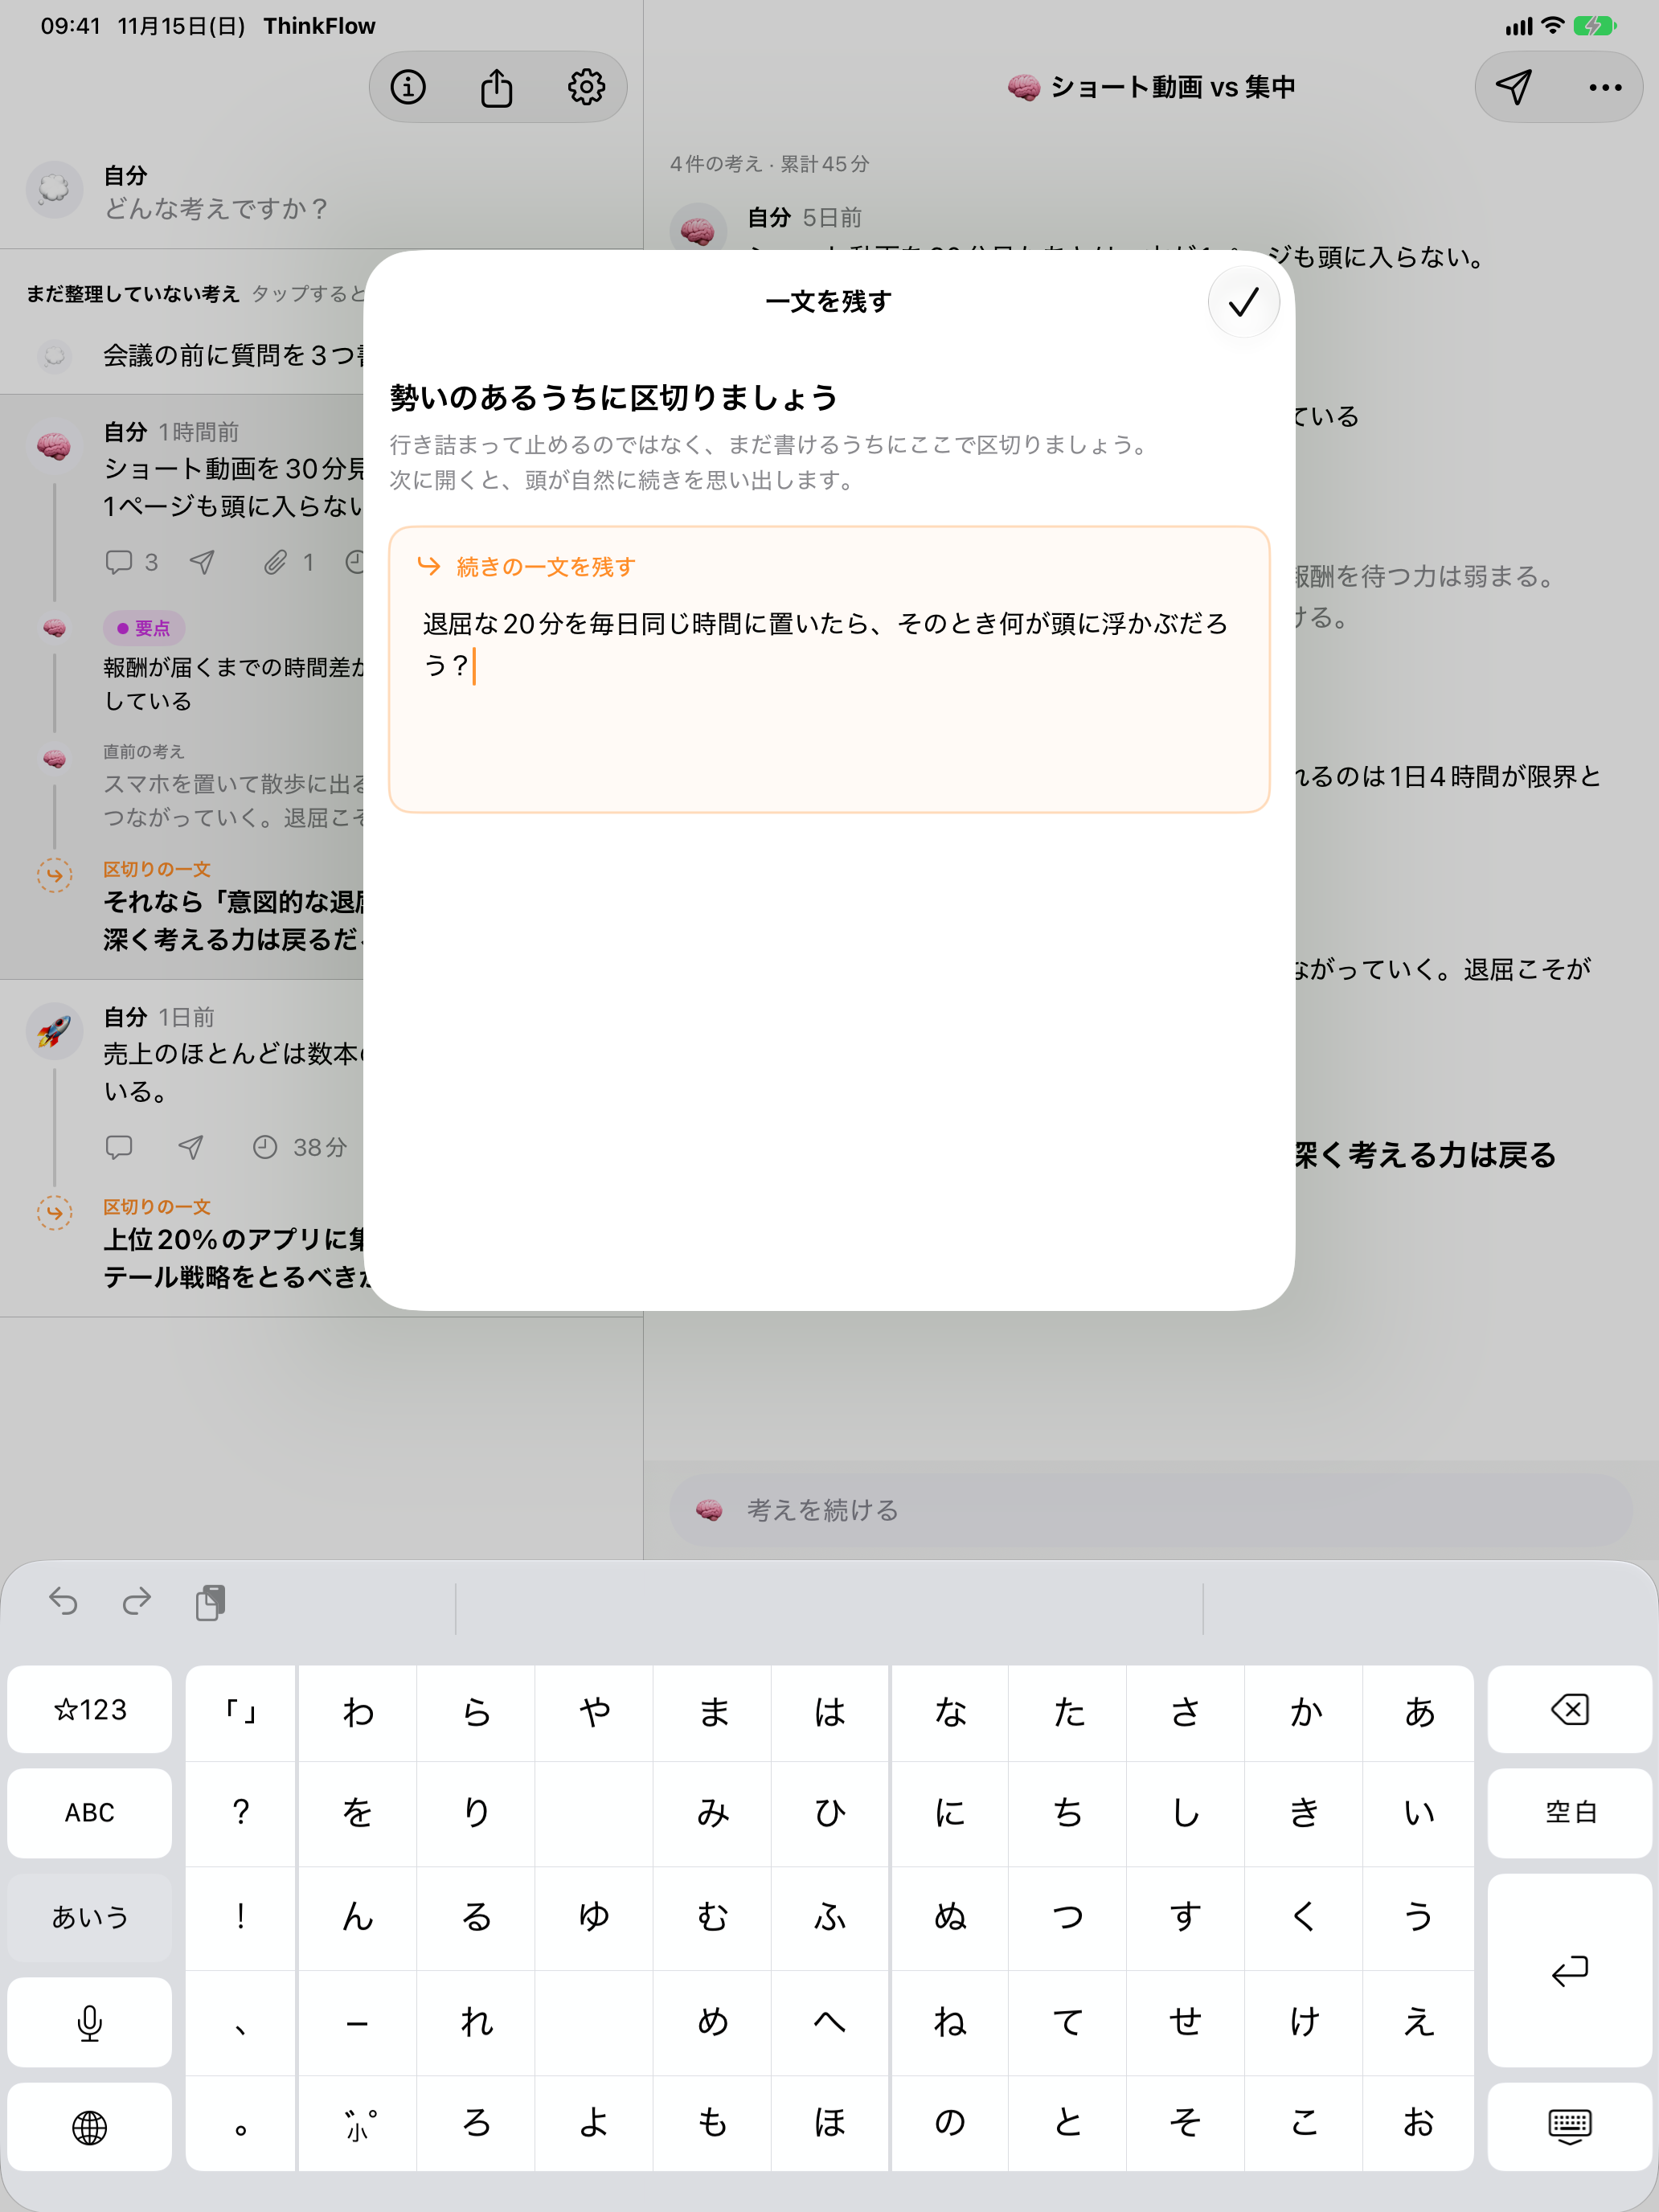 09:41 11月15日(日) ThinkFlow
🧠 ショート動画 vs 集中
自分
どんな考えですか？
まだ整理していない考え タップすると
会議の前に質問を3つ
自分 1時間前
ショート動画を30分見
1ページも頭に入らない
3 1
要点
報酬が届くまでの時間差が
している
直前の考え
スマホを置いて散歩に出る
つながっていく。退屈こそ
区切りの一文
それなら「意図的な退屈
深く考える力は戻るだろ
自分 1日前
売上のほとんどは数本の
いる。
38分
区切りの一文
上位20%のアプリに集
テール戦略をとるべきか
4件の考え · 累計45分
自分 5日前
ジも頭に入らない。
ている
報酬を待つ力は弱まる。
ける。
れるのは1日4時間が限界と
ながっていく。退屈こそが
深く考える力は戻る
考えを続ける
一文を残す
勢いのあるうちに区切りましょう
行き詰まって止めるのではなく、まだ書けるうちにここで区切りましょう。
次に開くと、頭が自然に続きを思い出します。
続きの一文を残す
退屈な20分を毎日同じ時間に置いたら、そのとき何が頭に浮かぶだろ
う？
☆123 「」 わ ら や ま は な た さ か あ
ABC ? を り み ひ に ち し き い 空白
あいう ! ん る ゆ む ふ ぬ つ す く う
、 ー れ め へ ね て せ け え
。 ゛゜小 ろ よ も ほ の と そ こ お